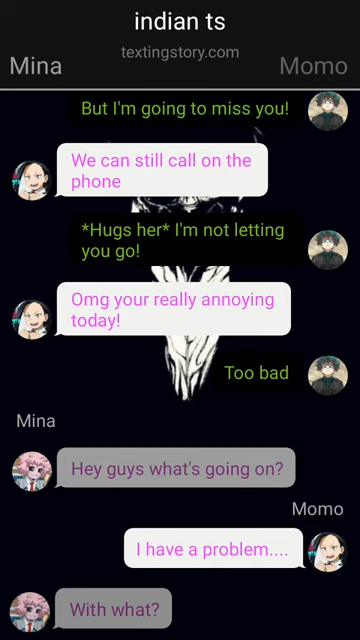 indian ts
textingstory.com
Mina
Momo
But I'm going to miss you!
We can still call on the
phone
*Hugs her* I'm not letting
you go!
Omg your really annoying
today!
Too bad
Mina
Hey guys what's going on?
Momo
I have a problem....
With what?